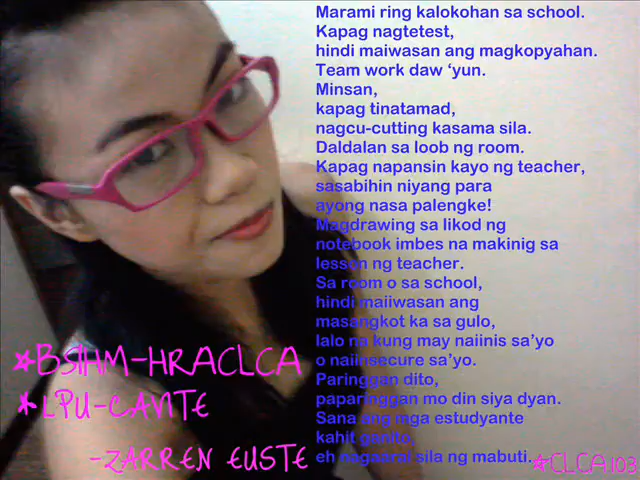 Marami ring kalokohan sa school.
Kapag nagtetest,
hindi maiwasan ang magkopyahan.
Team work daw ‘yun.
Minsan,
kapag tinatamad,
nagcu-cutting kasama sila.
Daldalan sa loob ng room.
Kapag napansin kayo ng teacher,
sasabihin niyang para
ayong nasa palengke!
Magdrawing sa likod ng
notebook imbes na makinig sa
lesson ng teacher.
Sa room o sa school,
hindi maiiwasan ang
masangkot ka sa gulo,
lalo na kung may naiinis sa’yo
o naiinsecure sa’yo.
Paringgan dito,
paparinggan mo din siya dyan.
Sana ang mga estudyante
kahit ganito,
eh nagaaral sila ng mabuti.
*BSIHM-HRACLCA
*LPU-CAVITE
-ZARREN EUSTE
*CLCA103